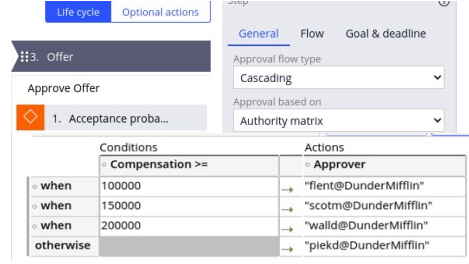 Life cycle Optional actions
Step
General Flow Goal & deadline
3. Offer
Approval flow type
Cascading
Approve Offer
Approval based on
Authority matrix
1. Acceptance proba...
Conditions Actions
Compensation >= Approver
when 100000 → "flent@DunderMifflin"
when 150000 → "scotm@DunderMifflin"
when 200000 → "walld@DunderMifflin"
otherwise → "piekd@DunderMifflin"